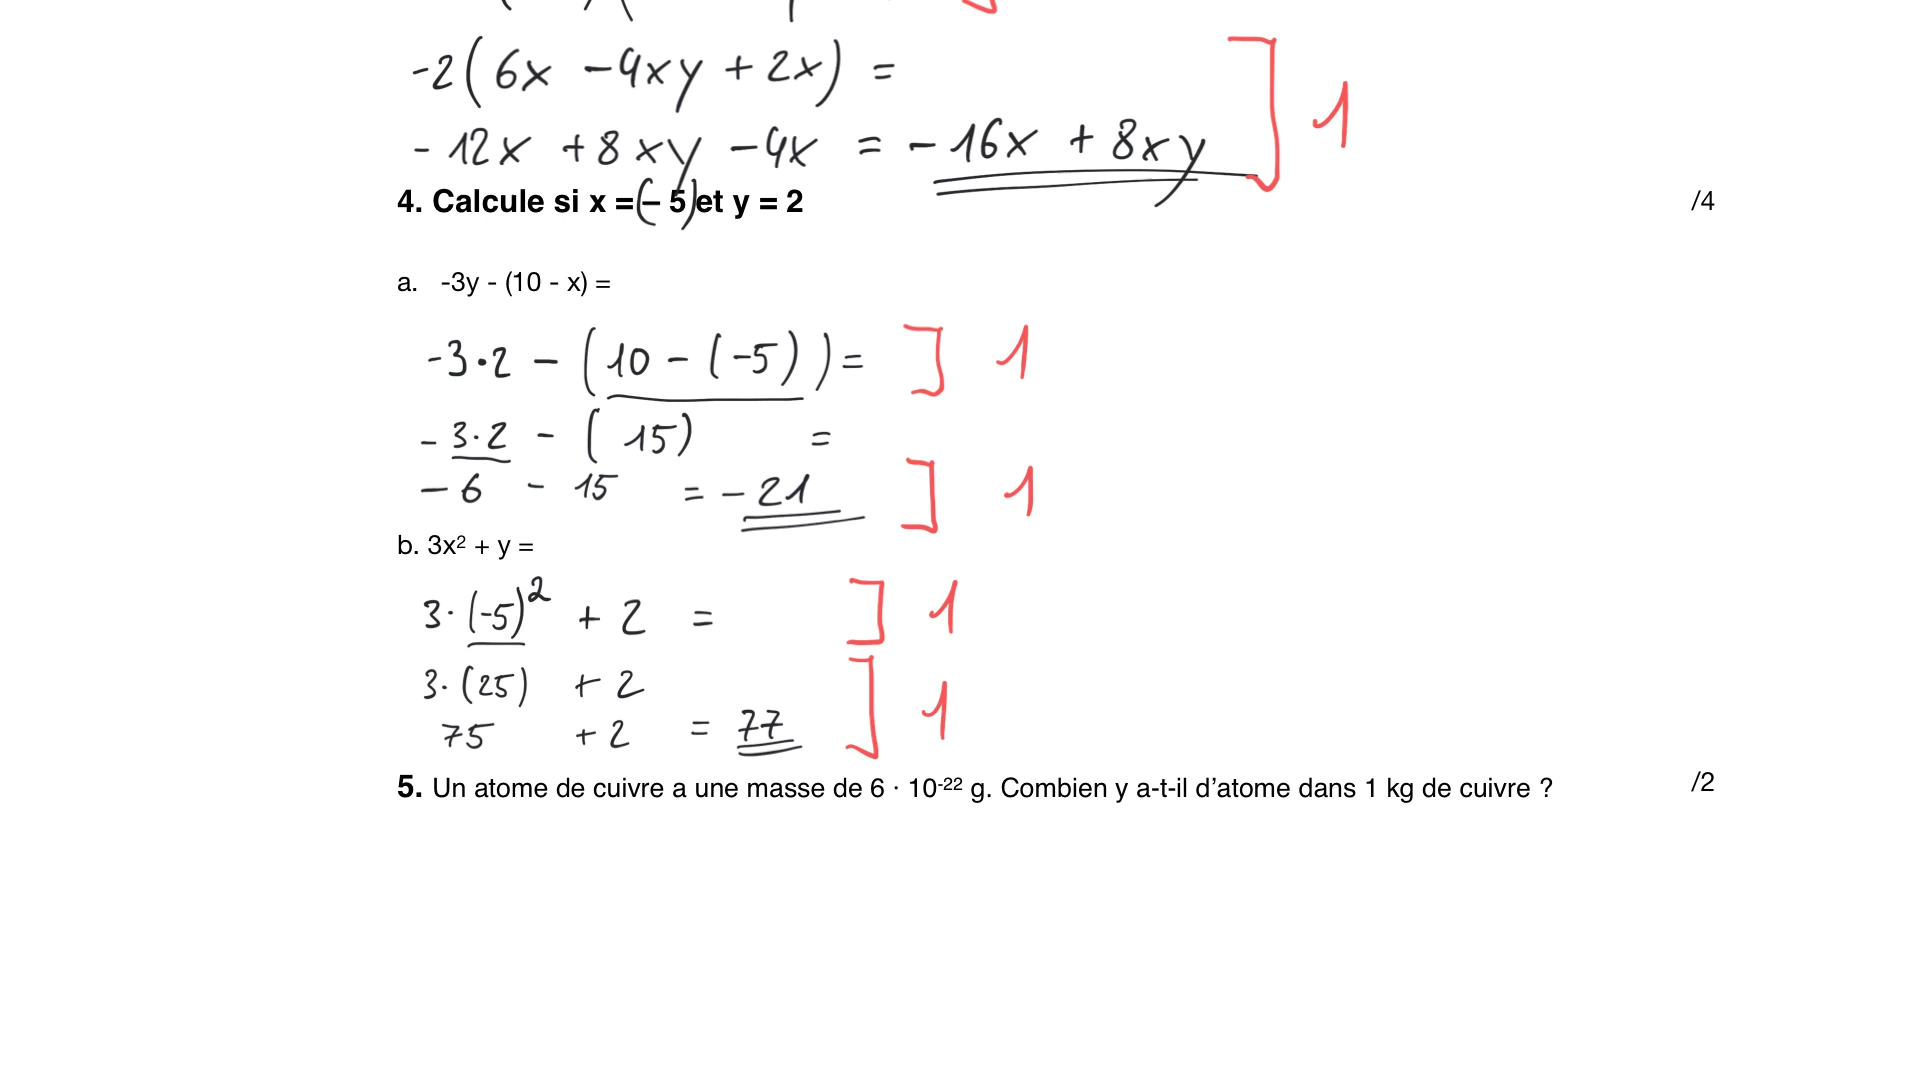 -2(6x -4xy + 2x) =
- 12x + 8xy - 4x = - 16x + 8xy
1
4. Calcule si x = (– 5) et y = 2 /4
a. -3y - (10 - x) =
-3·2 - (10 - (-5)) = 1
- 3·2 - ( 15) =
- 6 - 15 = - 21 1
b. 3x² + y =
3· (-5)² + 2 = 1
3· (25) + 2
75 + 2 = 77 1
5. Un atome de cuivre a une masse de 6 · 10⁻²² g. Combien y a-t-il d’atome dans 1 kg de cuivre ? /2